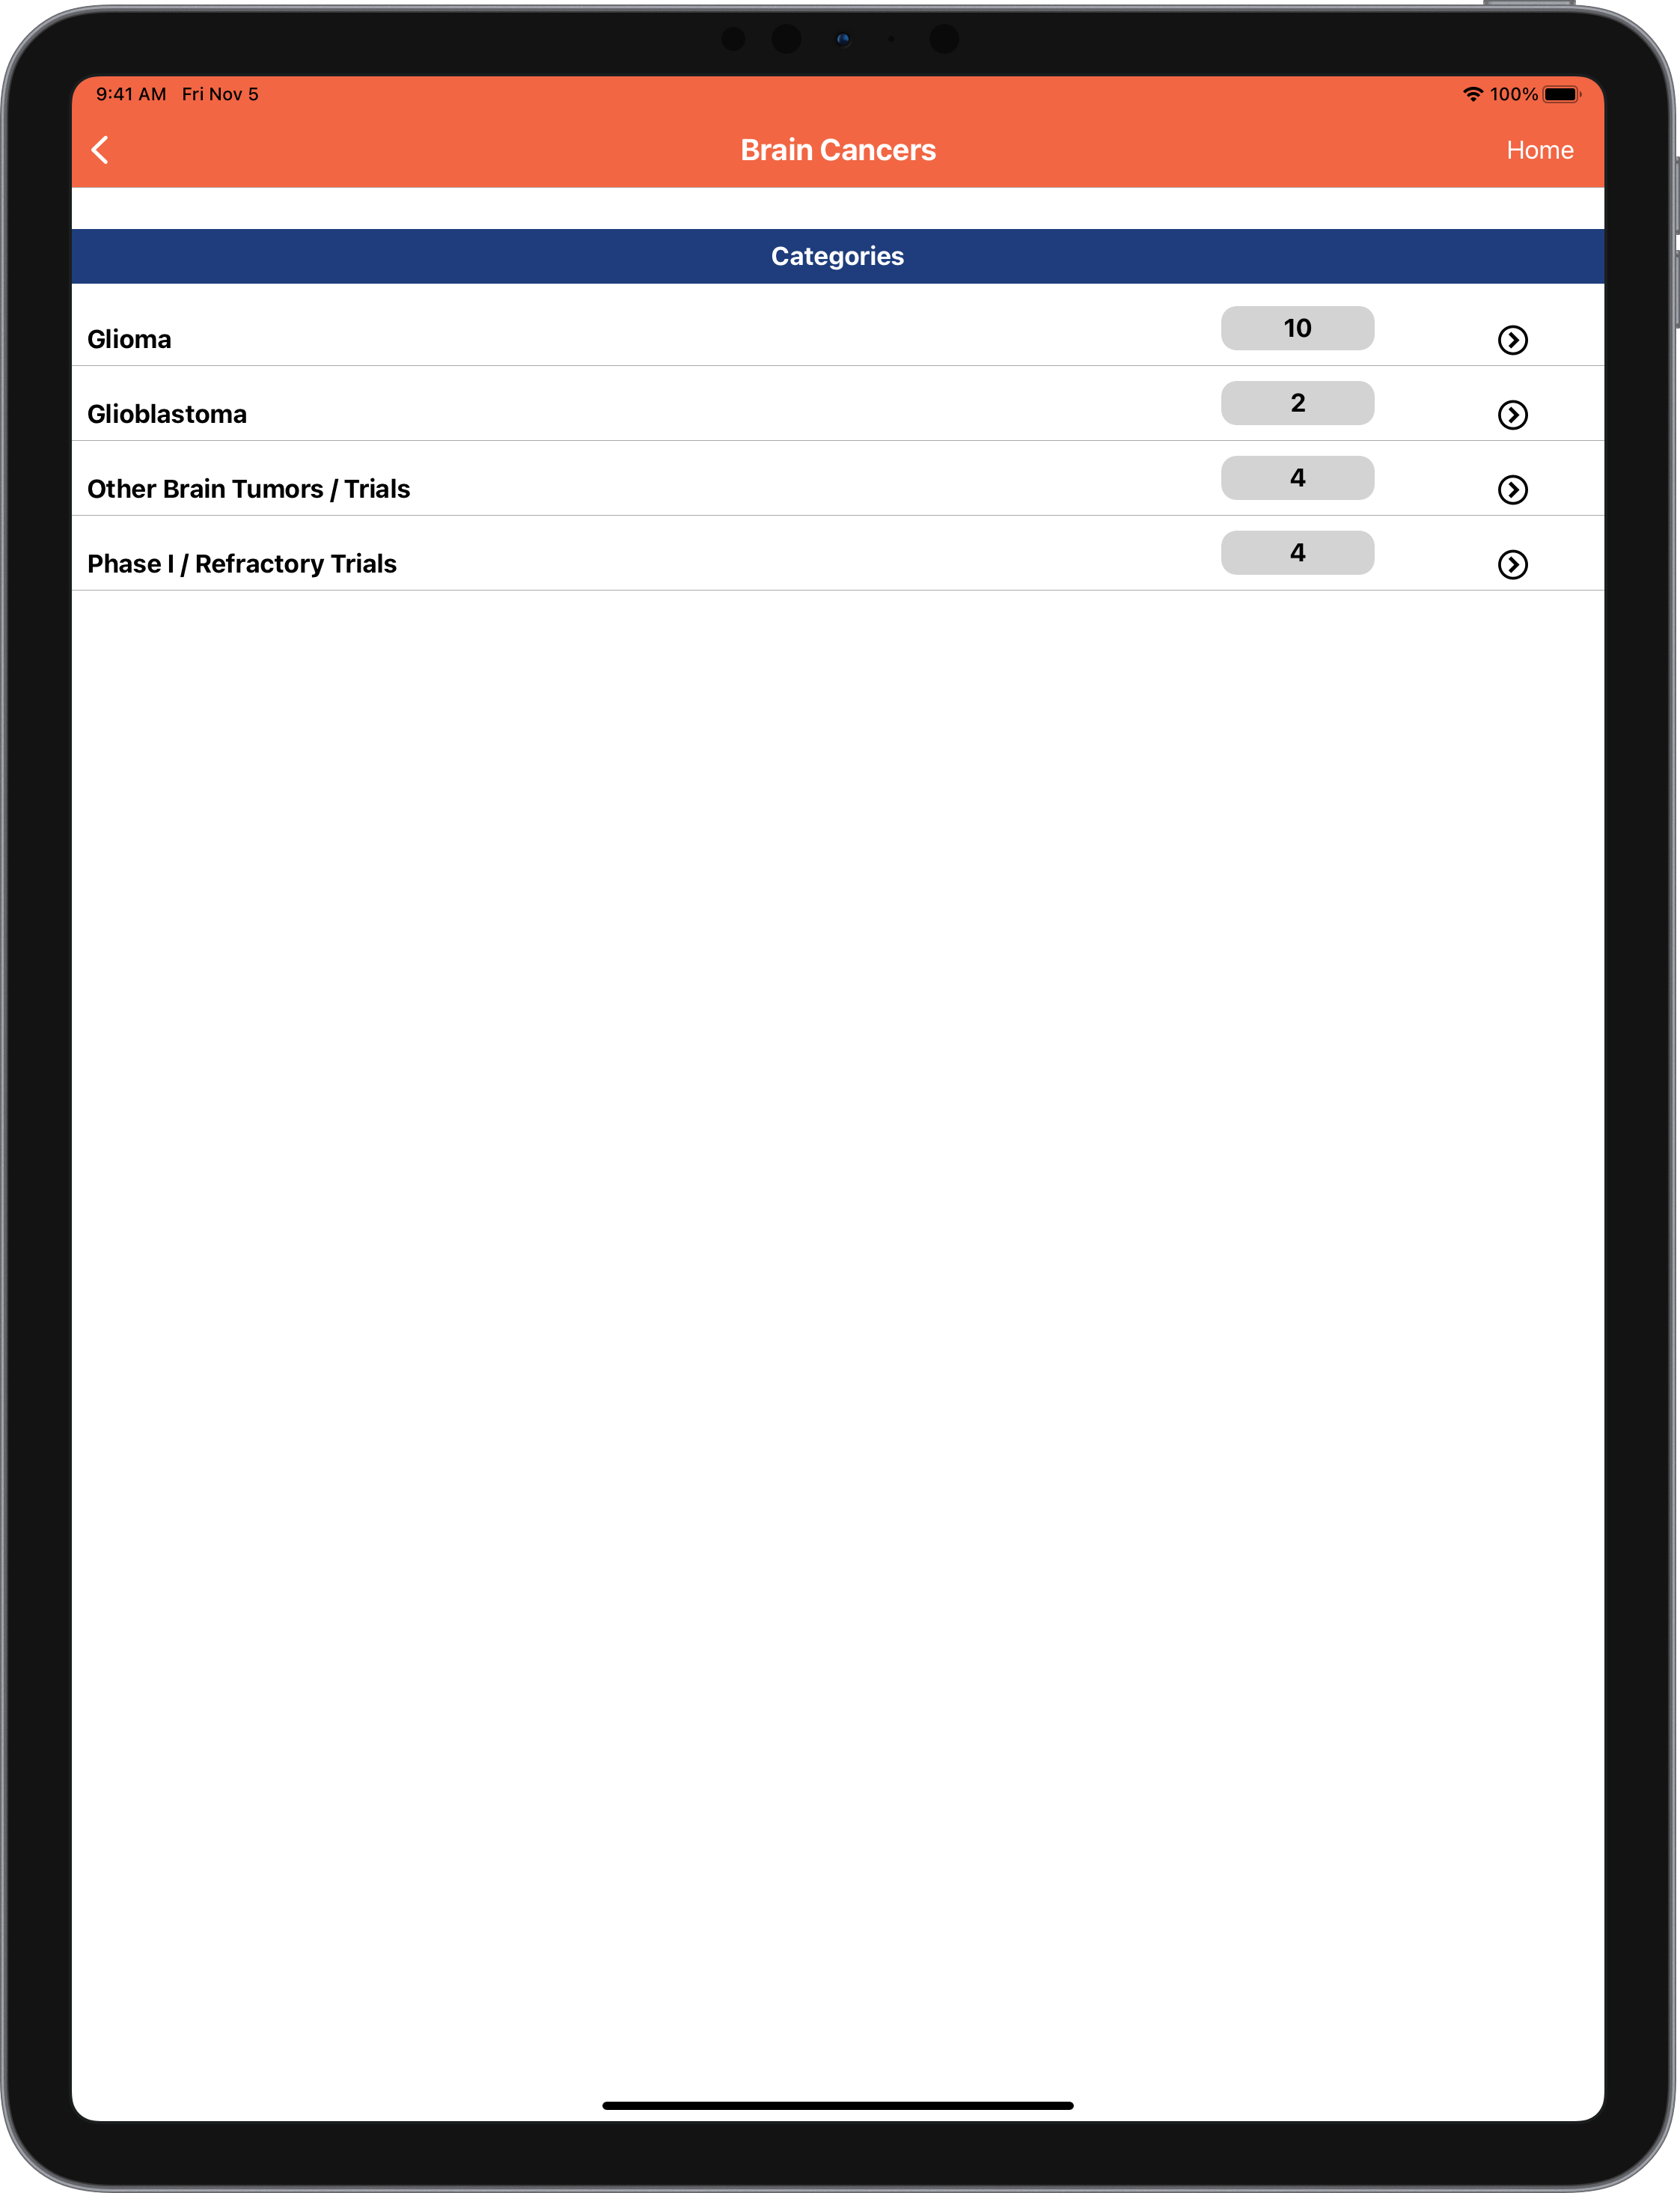 9:41 AM Fri Nov 5 100%
Brain Cancers Home
Categories
Glioma 10
Glioblastoma 2
Other Brain Tumors / Trials 4
Phase I / Refractory Trials 4